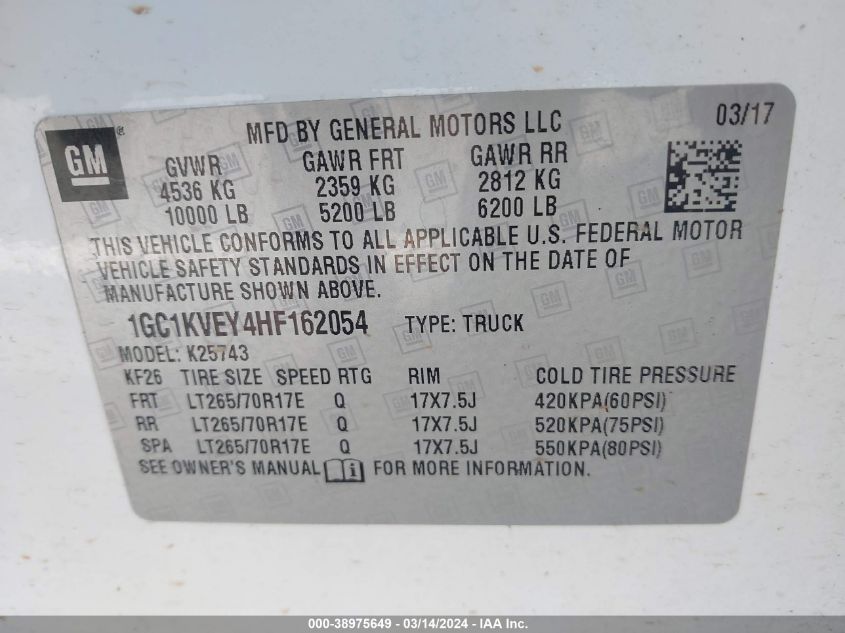 GM
MFD BY GENERAL MOTORS LLC 03/17
GVWR GAWR FRT GAWR RR
4536 KG 2359 KG 2812 KG
10000 LB 5200 LB 6200 LB
THIS VEHICLE CONFORMS TO ALL APPLICABLE U.S. FEDERAL MOTOR
VEHICLE SAFETY STANDARDS IN EFFECT ON THE DATE OF
MANUFACTURE SHOWN ABOVE.
1GC1KVEY4HF162054 TYPE: TRUCK
MODEL: K25743
KF26 TIRE SIZE SPEED RTG RIM COLD TIRE PRESSURE
FRT LT265/70R17E Q 17X7.5J 420KPA(60PSI)
RR LT265/70R17E Q 17X7.5J 520KPA(75PSI)
SPA LT265/70R17E Q 17X7.5J 550KPA(80PSI)
SEE OWNER'S MANUAL FOR MORE INFORMATION.
000-38975649 - 03/14/2024 - IAA Inc.